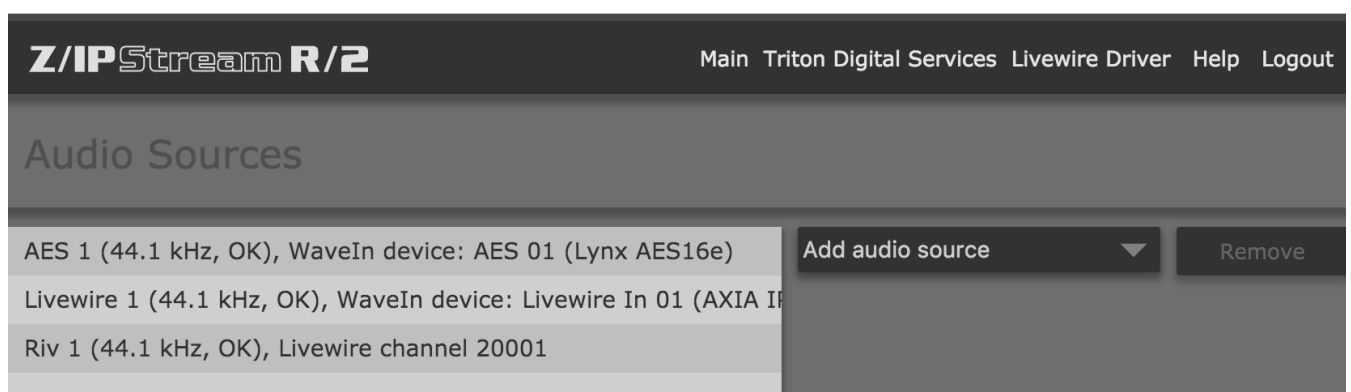 Z/IPStream R/2
Main Triton Digital Services Livewire Driver Help Logout
Audio Sources
AES 1 (44.1 kHz, OK), WaveIn device: AES 01 (Lynx AES16e)
Add audio source
Remove
Livewire 1 (44.1 kHz, OK), WaveIn device: Livewire In 01 (AXIA
Riv 1 (44.1 kHz, OK), Livewire channel 20001